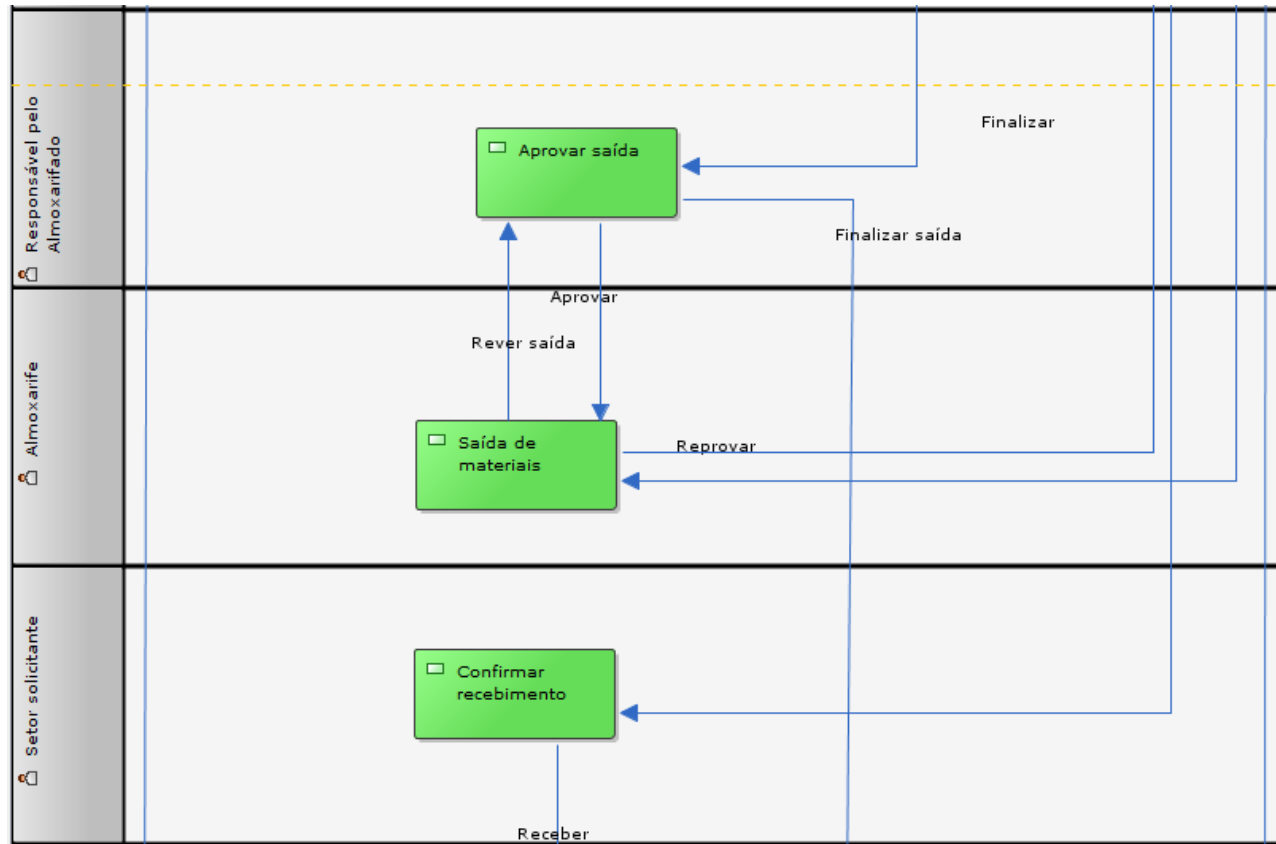 Responsável pelo
Almoxarifado
Finalizar
Aprovar saída
Finalizar saída
Aprovar
Rever saída
Almoxarife
Saída de
materiais
Reprovar
Setor solicitante
Confirmar
recebimento
Receber